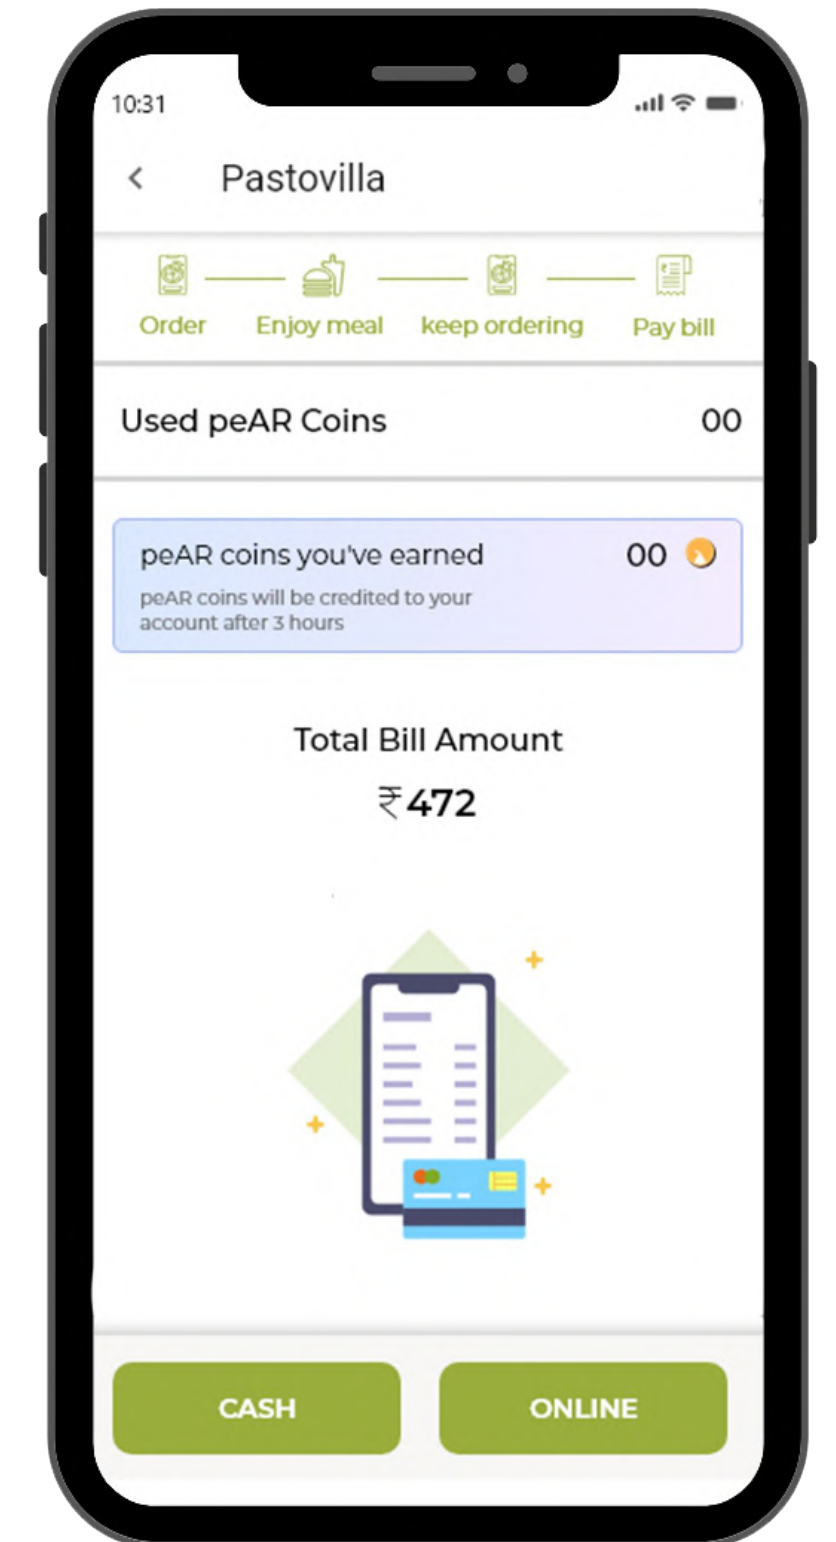 10:31
Pastovilla
Order Enjoy meal keep ordering Pay bill
Used peAR Coins 00
peAR coins you've earned 00
peAR coins will be credited to your
account after 3 hours
Total Bill Amount
₹472
CASH ONLINE